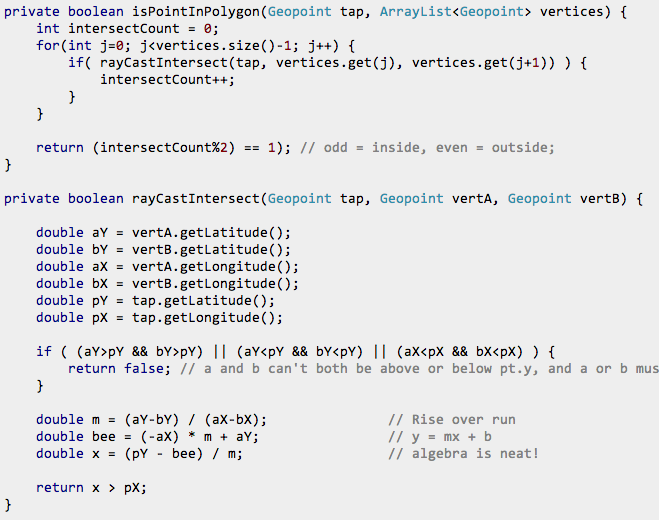 private boolean isPointInPolygon(Geopoint tap, ArrayList<Geopoint> vertices) {
    int intersectCount = 0;
    for(int j=0; j<vertices.size()-1; j++) {
        if( rayCastIntersect(tap, vertices.get(j), vertices.get(j+1)) ) {
            intersectCount++;
        }
    }

    return (intersectCount%2) == 1); // odd = inside, even = outside;
}

private boolean rayCastIntersect(Geopoint tap, Geopoint vertA, Geopoint vertB) {

    double aY = vertA.getLatitude();
    double bY = vertB.getLatitude();
    double aX = vertA.getLongitude();
    double bX = vertB.getLongitude();
    double pY = tap.getLatitude();
    double pX = tap.getLongitude();

    if ( (aY>pY && bY>pY) || (aY<pY && bY<pY) || (aX<pX && bX<pX) ) {
        return false; // a and b can't both be above or below pt.y, and a or b mus
    }

    double m = (aY-bY) / (aX-bX);               // Rise over run
    double bee = (-aX) * m + aY;                // y = mx + b
    double x = (pY - bee) / m;                  // algebra is neat!

    return x > pX;
}